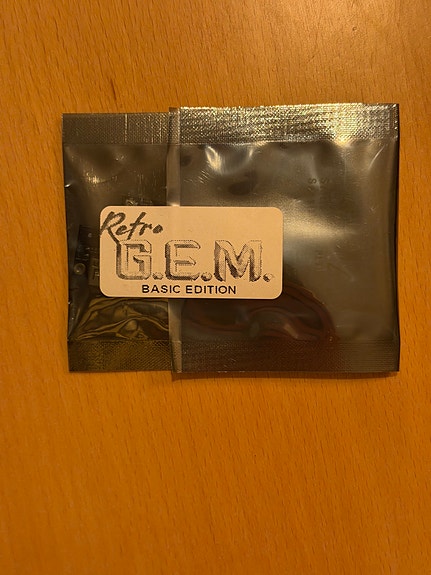 Retro
G.E.M.
BASIC EDITION